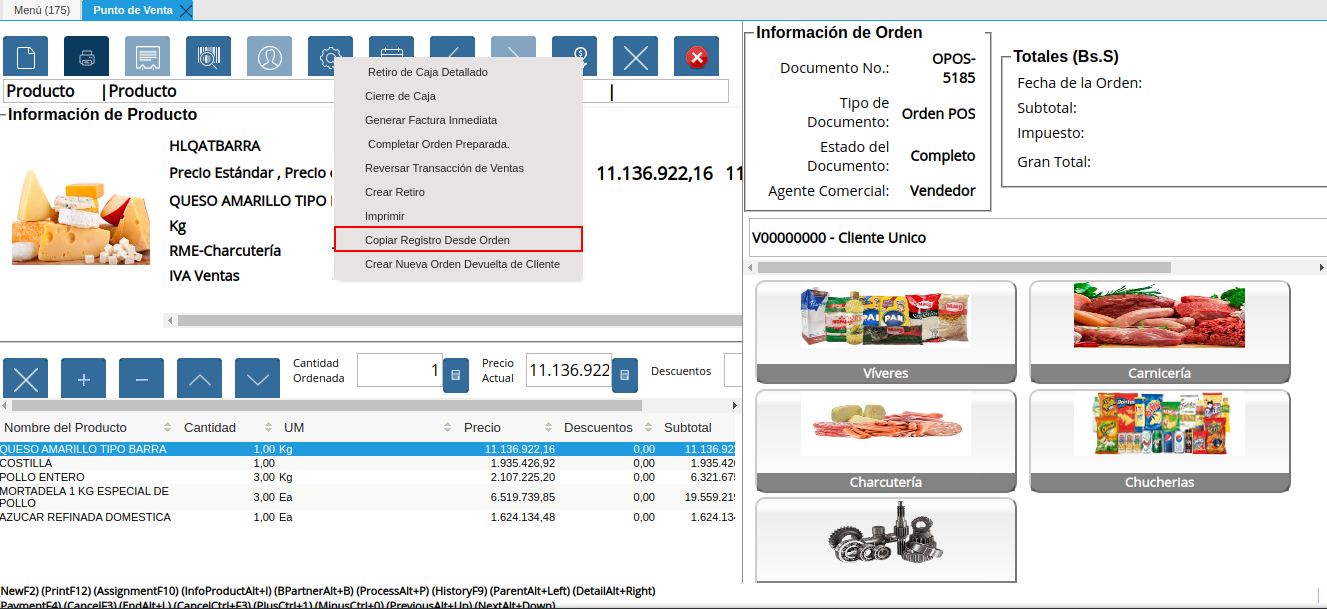 Menú (175)
Punto de Venta
Producto
|Producto
|
Información de Producto
HLQATBARRA
Precio Estándar , Precio
11.136.922,16 11
QUESO AMARILLO TIPO
Kg
RME-Charcutería
IVA Ventas
Retiro de Caja Detallado
Cierre de Caja
Generar Factura Inmediata
Completar Orden Preparada.
Reversar Transacción de Ventas
Crear Retiro
Imprimir
Copiar Registro Desde Orden
Crear Nueva Orden Devuelta de Cliente
Información de Orden
Documento No.:
OPOS-
5185
Tipo de
Documento:
Orden POS
Estado del
Documento:
Completo
Agente Comercial:
Vendedor
Totales (Bs.S)
Fecha de la Orden:
Subtotal:
Impuesto:
Gran Total:
V00000000 - Cliente Unico
Víveres
Carnicería
Charcutería
Chucherias
Cantidad
Ordenada
1
Precio
Actual
11.136.922
Descuentos
Nombre del Producto Cantidad UM Precio Descuentos Subtotal
QUESO AMARILLO TIPO BARRA 1,00 Kg 11.136.922,16 0,00 11.136.92
COSTILLA 1,00 1.935.426,92 0,00 1.935.42
POLLO ENTERO 3,00 Kg 2.107.225,20 0,00 6.321.67
MORTADELA 1 KG ESPECIAL DE
POLLO 3,00 Ea 6.519.739,85 0,00 19.559.21
AZUCAR REFINADA DOMESTICA 1,00 Ea 1.624.134,48 0,00 1.624.13
NewF2) (PrintF12) (AssignmentF10) (InfoProductAlt+I) (BPartnerAlt+B) (ProcessAlt+P) (HistoryF9) (ParentAlt+Left) (DetailAlt+Right)
PaymentF4) (CancelF3) (EndAlt+L) (CancelCtrl+F3) (PlusCtrl+1) (MinusCtrl+0) (PreviousAlt+Up) (NextAlt+Down)